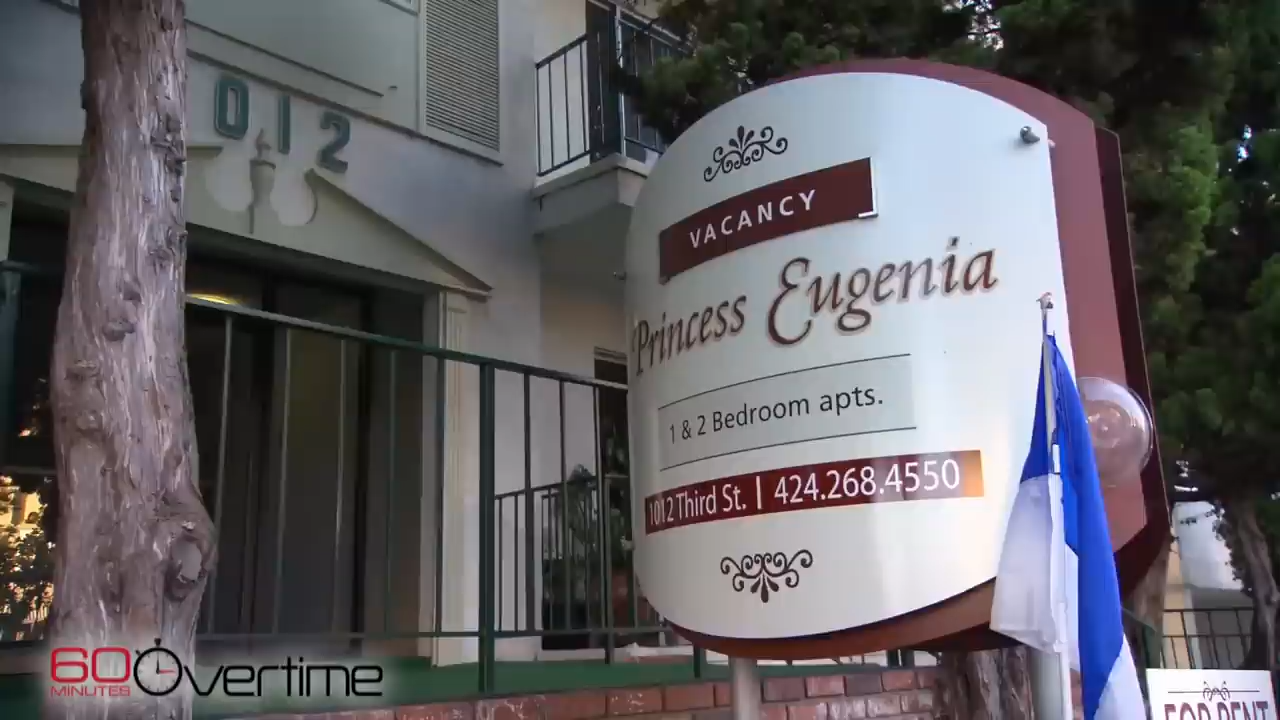 012
VACANCY
Princess Eugenia
1 & 2 Bedroom apts.
1012 Third St. | 424.268.4550
FOR RENT
60 Overtime
MINUTES